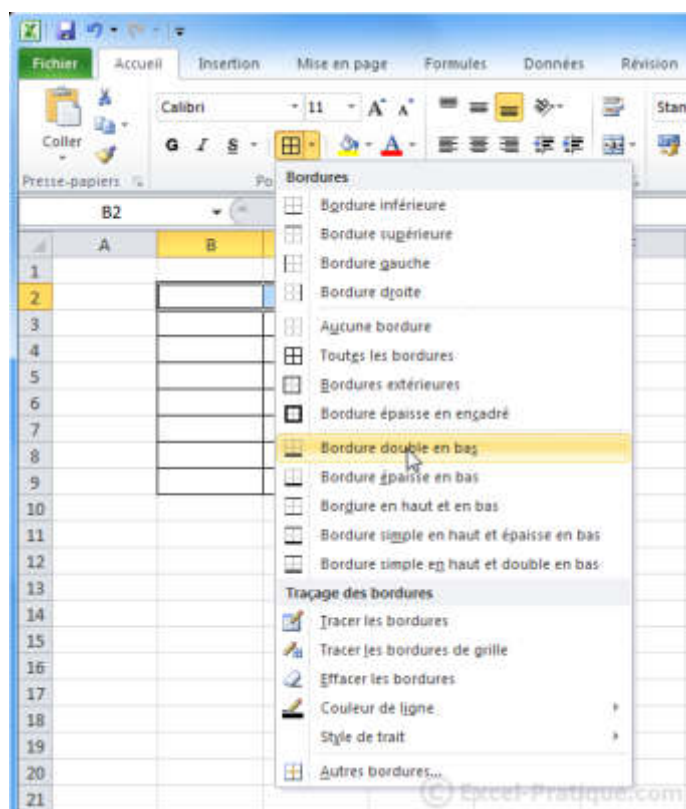 Fichier Accueil Insertion Mise en page Formules Données Révision
Calibri 11 A A Stan
Coller G I S A
Presse-papiers Po
B2
A B
Bordures
Bordure inférieure
Bordure supérieure
Bordure gauche
Bordure droite
Aucune bordure
Toutes les bordures
Bordures extérieures
Bordure épaisse en encadré
Bordure double en bas
Bordure épaisse en bas
Bordure en haut et en bas
Bordure simple en haut et épaisse en bas
Bordure simple en haut et double en bas
Traçage des bordures
Tracer les bordures
Tracer les bordures de grille
Effacer les bordures
Couleur de ligne
Style de trait
Autres bordures...
1
2
3
4
5
6
7
8
9
10
11
12
13
14
15
16
17
18
19
20
21
© Excel-Pratique.com